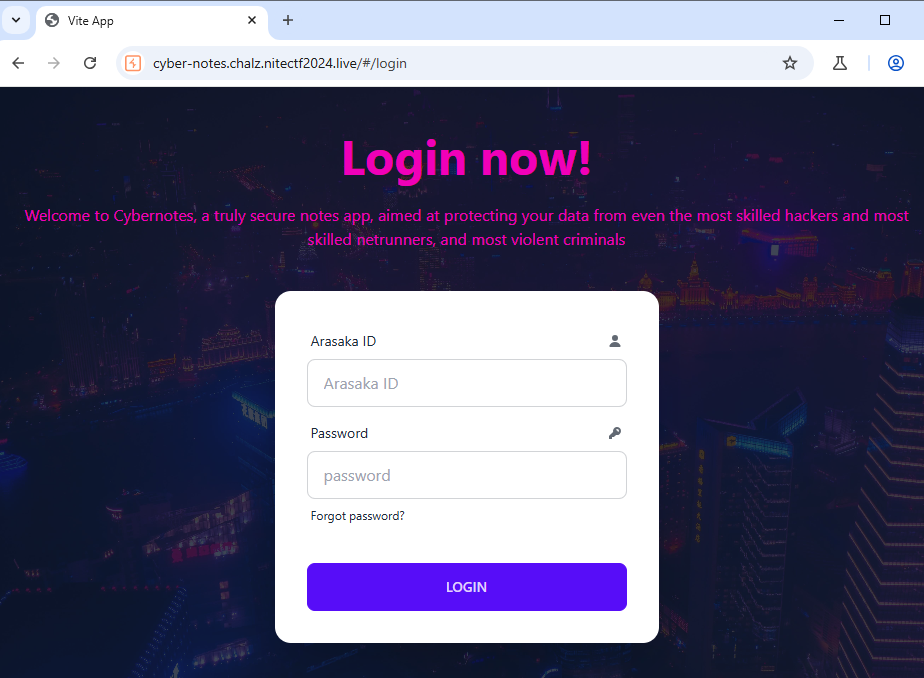 Vite App
cyber-notes.chalz.nitectf2024.live/#/login
Login now!
Welcome to Cybernotes, a truly secure notes app, aimed at protecting your data from even the most skilled hackers and most
skilled netrunners, and most violent criminals
Arasaka ID
Arasaka ID
Password
password
Forgot password?
LOGIN